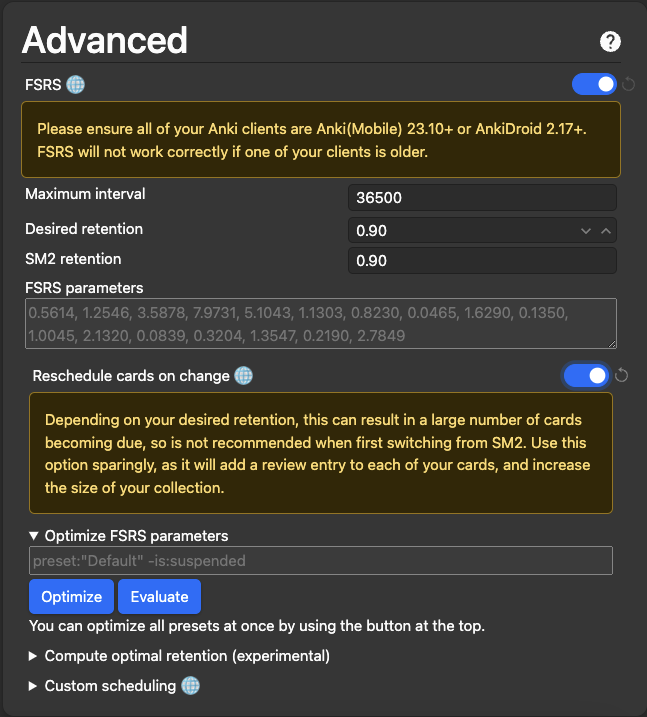 Advanced
FSRS
Please ensure all of your Anki clients are Anki(Mobile) 23.10+ or AnkiDroid 2.17+.
FSRS will not work correctly if one of your clients is older.
Maximum interval
36500
Desired retention
0.90
SM2 retention
0.90
FSRS parameters
0.5614, 1.2546, 3.5878, 7.9731, 5.1043, 1.1303, 0.8230, 0.0465, 1.6290, 0.1350,
1.0045, 2.1320, 0.0839, 0.3204, 1.3547, 0.2190, 2.7849
Reschedule cards on change
Depending on your desired retention, this can result in a large number of cards
becoming due, so is not recommended when first switching from SM2. Use this
option sparingly, as it will add a review entry to each of your cards, and increase
the size of your collection.
Optimize FSRS parameters
preset:"Default" -is:suspended
Optimize
Evaluate
You can optimize all presets at once by using the button at the top.
Compute optimal retention (experimental)
Custom scheduling